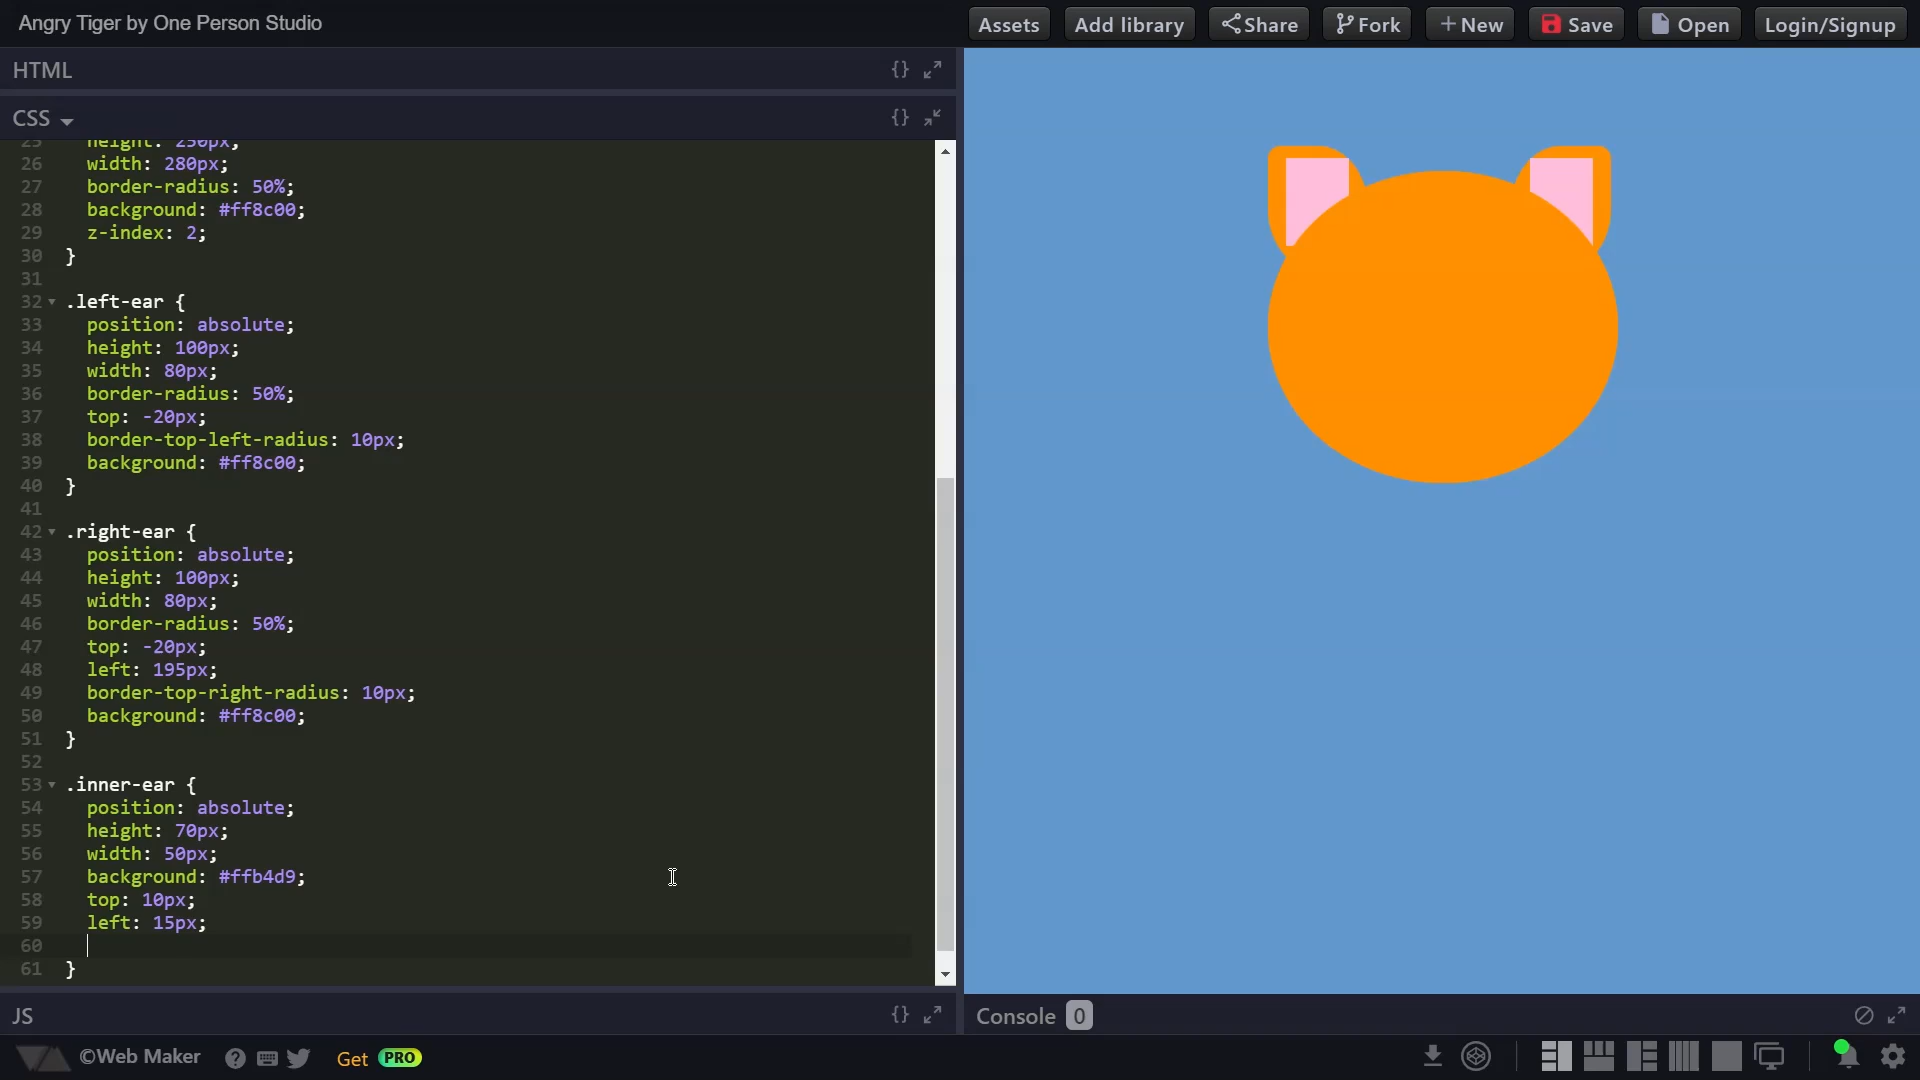 Angry Tiger by One Person Studio
Assets
Add library
Share
Fork
+ New
Save
Open
Login/Signup
HTML
{}
CSS
{}
25 height: 250px;
26 width: 280px;
27 border-radius: 50%;
28 background: #ff8c00;
29 z-index: 2;
30 }
31
32 .left-ear {
33 position: absolute;
34 height: 100px;
35 width: 80px;
36 border-radius: 50%;
37 top: -20px;
38 border-top-left-radius: 10px;
39 background: #ff8c00;
40 }
41
42 .right-ear {
43 position: absolute;
44 height: 100px;
45 width: 80px;
46 border-radius: 50%;
47 top: -20px;
48 left: 195px;
49 border-top-right-radius: 10px;
50 background: #ff8c00;
51 }
52
53 .inner-ear {
54 position: absolute;
55 height: 70px;
56 width: 50px;
57 background: #ffb4d9;
58 top: 10px;
59 left: 15px;
60
61 }
JS
{}
Console 0
©Web Maker
?
Get PRO